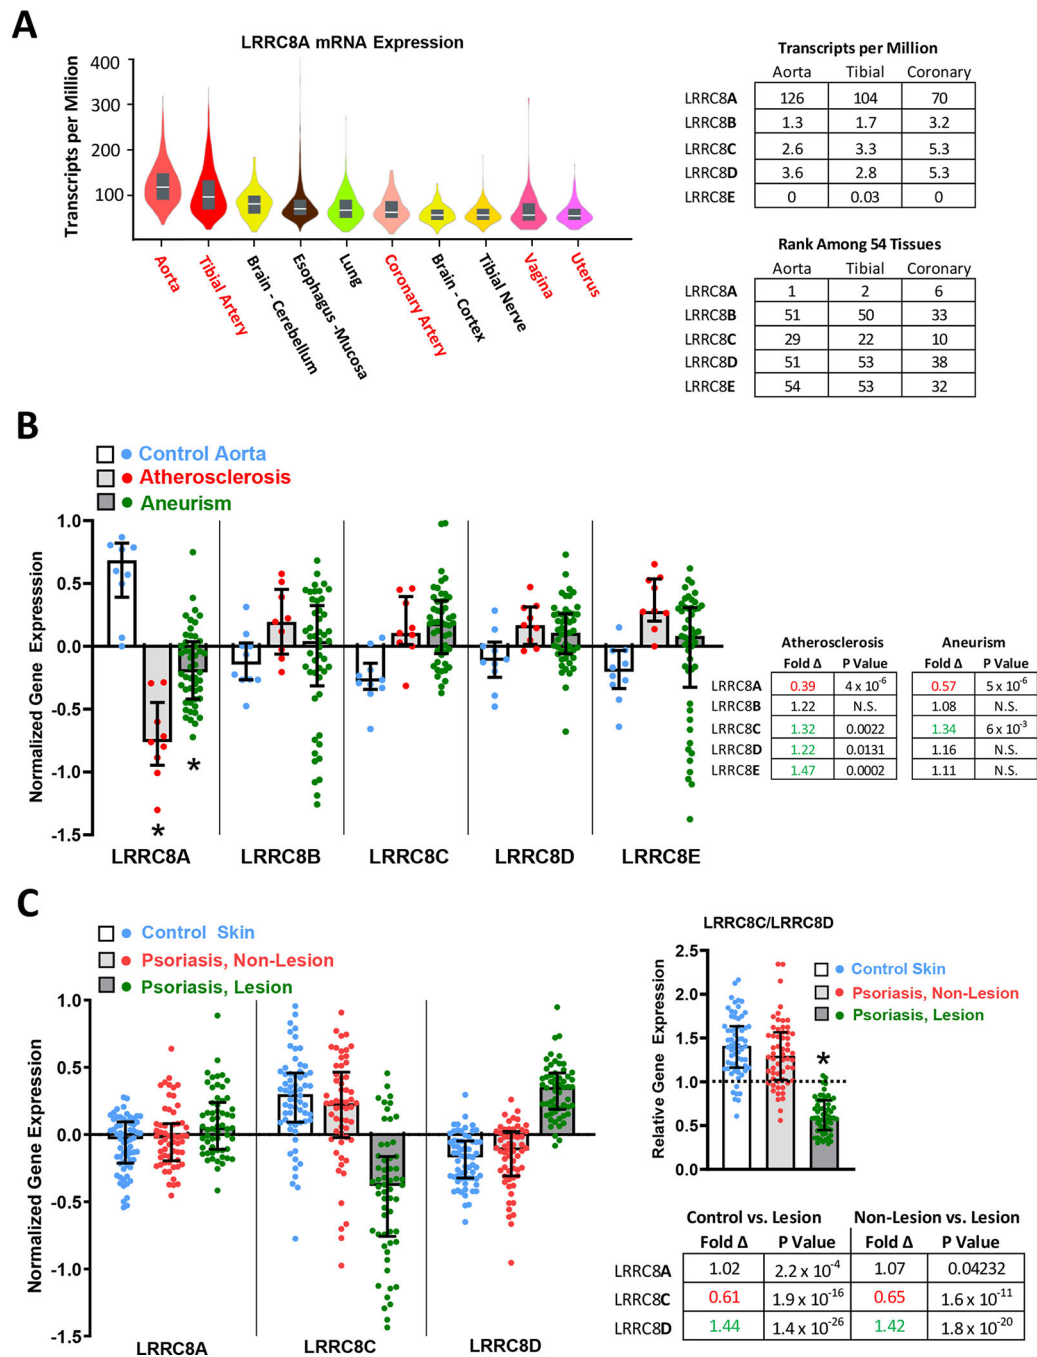 A
LRRC8A mRNA Expression
Transcripts per Million
400
300
200
100
Aorta
Tibial Artery
Brain - Cerebellum
Esophagus -Mucosa
Lung
Coronary Artery
Brain - Cortex
Tibial Nerve
Vagina
Uterus
Transcripts per Million
Aorta Tibial Coronary
LRRC8A 126 104 70
LRRC8B 1.3 1.7 3.2
LRRC8C 2.6 3.3 5.3
LRRC8D 3.6 2.8 5.3
LRRC8E 0 0.03 0
Rank Among 54 Tissues
Aorta Tibial Coronary
LRRC8A 1 2 6
LRRC8B 51 50 33
LRRC8C 29 22 10
LRRC8D 51 53 38
LRRC8E 54 53 32
B
Control Aorta
Atherosclerosis
Aneurism
Normalized Gene Expresssion
1.0
0.5
0.0
-0.5
-1.0
-1.5
* *
LRRC8A LRRC8B LRRC8C LRRC8D LRRC8E
Atherosclerosis Aneurism
Fold Δ P Value Fold Δ P Value
LRRC8A 0.39 4 x 10-6 0.57 5 x 10-6
LRRC8B 1.22 N.S. 1.08 N.S.
LRRC8C 1.32 0.0022 1.34 6 x 10-3
LRRC8D 1.22 0.0131 1.16 N.S.
LRRC8E 1.47 0.0002 1.11 N.S.
C
Control Skin
Psoriasis, Non-Lesion
Psoriasis, Lesion
Normalized Gene Expression
1.0
0.5
0.0
-0.5
-1.0
-1.5
LRRC8A LRRC8C LRRC8D
LRRC8C/LRRC8D
Relative Gene Expression
2.5
2.0
1.5
1.0
0.5
0.0
Control Skin
Psoriasis, Non-Lesion
Psoriasis, Lesion
*
Control vs. Lesion Non-Lesion vs. Lesion
Fold Δ P Value Fold Δ P Value
LRRC8A 1.02 2.2 x 10-4 1.07 0.04232
LRRC8C 0.61 1.9 x 10-16 0.65 1.6 x 10-11
LRRC8D 1.44 1.4 x 10-26 1.42 1.8 x 10-20